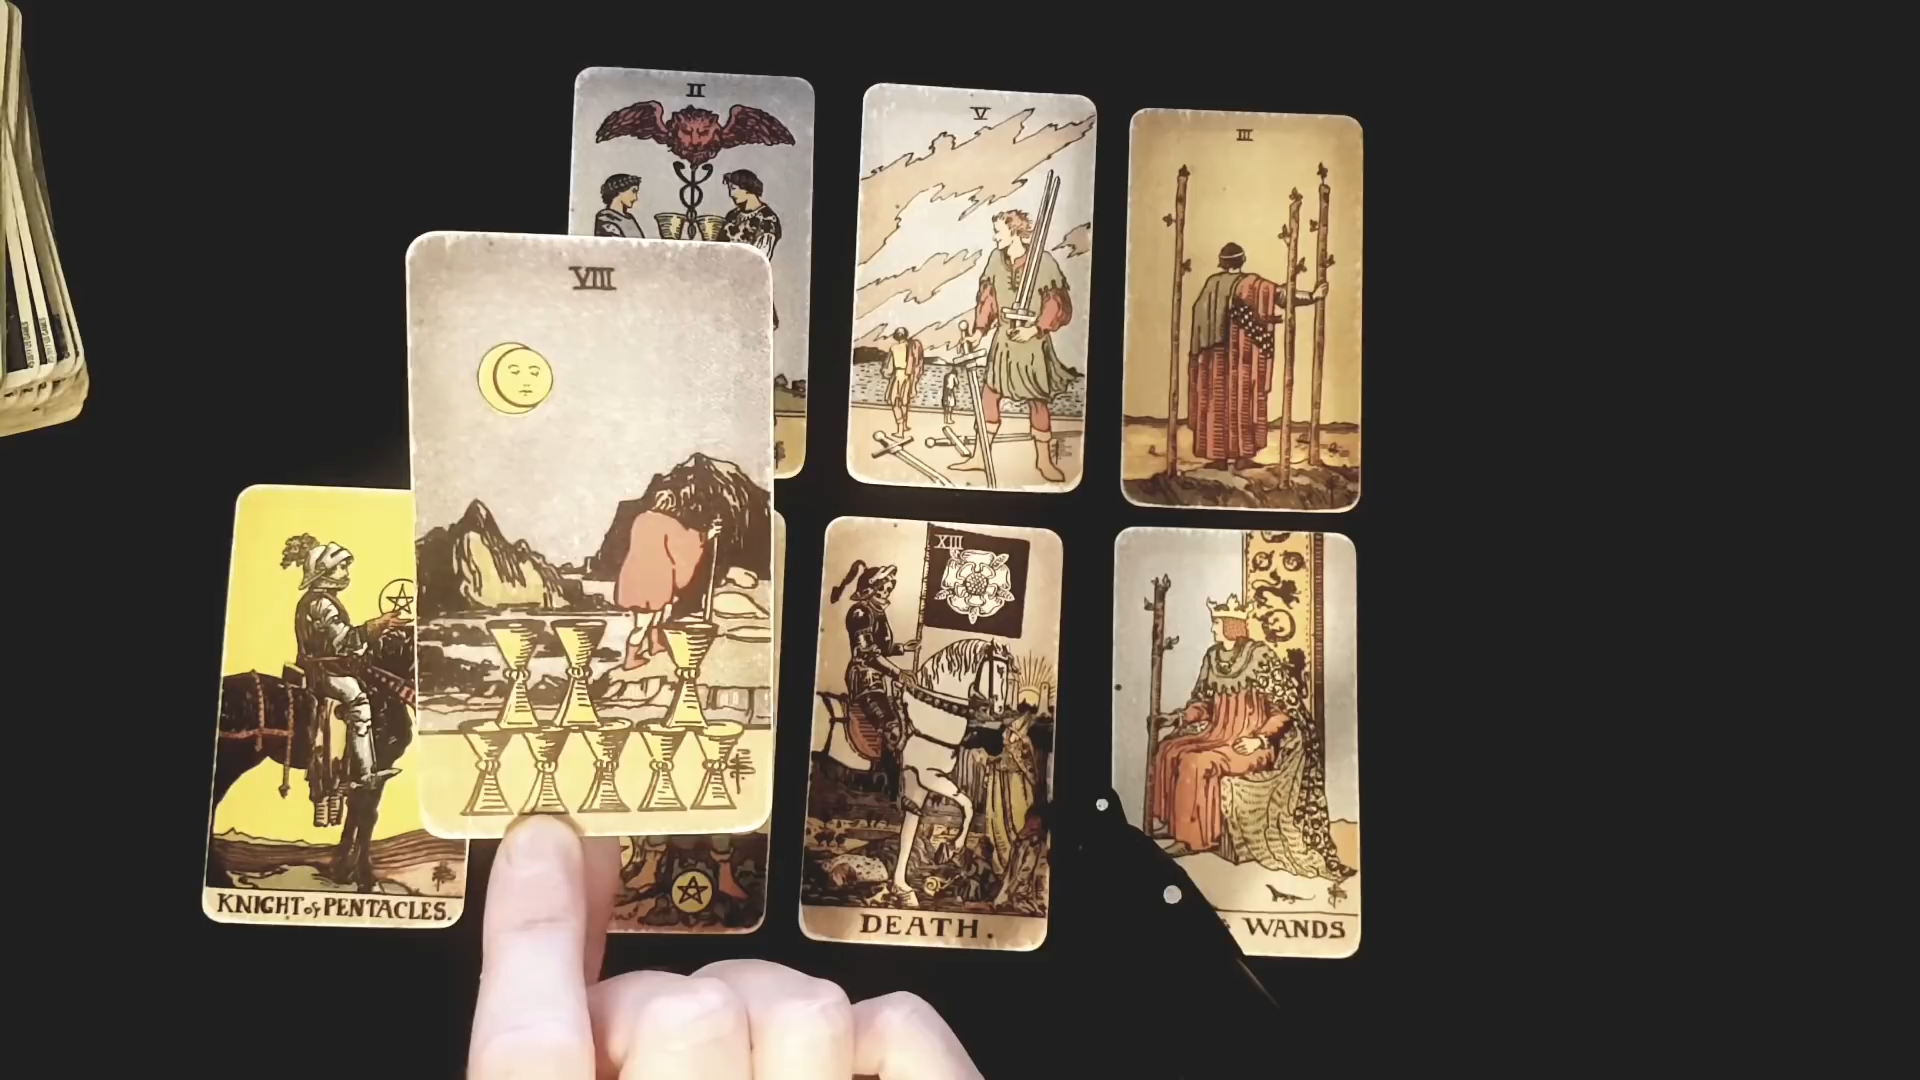 II
V
III
VIII
XIII
KNIGHT of PENTACLES.
DEATH.
WANDS